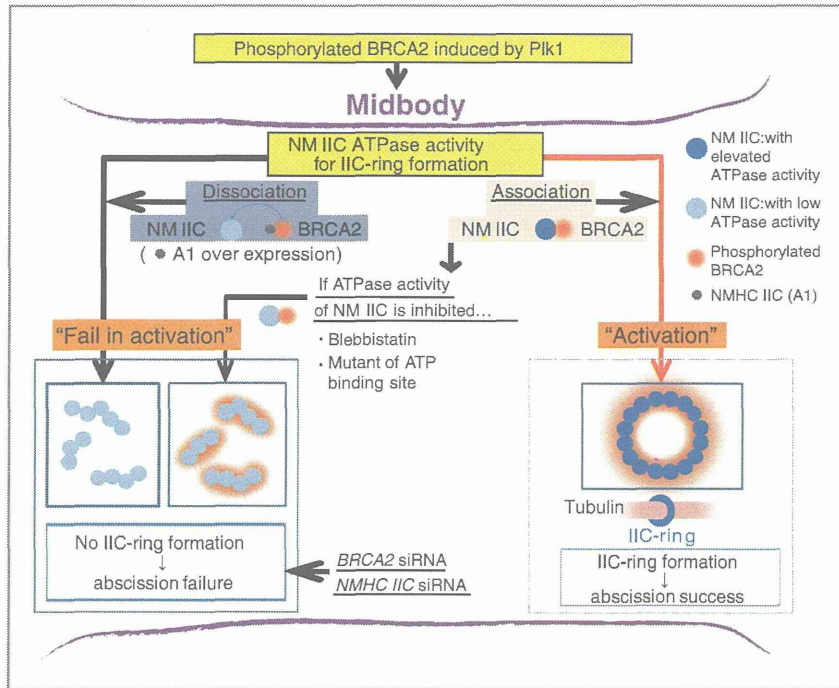 Phosphorylated BRCA2 induced by Plk1
Midbody
NM IIC ATPase activity
for IIC-ring formation
Dissociation
NM IIC BRCA2
( A1 over expression)
Association
NM IIC BRCA2
NM IIC:with
elevated
ATPase activity
NM IIC:with low
ATPase activity
Phosphorylated
BRCA2
NMHC IIC (A1)
If ATPase activity
of NM IIC is inhibited…
・Blebbistatin
・Mutant of ATP
binding site
“Fail in activation”
“Activation”
Tubulin
IIC-ring
No IIC-ring formation
↓
abscission failure
BRCA2 siRNA
NMHC IIC siRNA
IIC-ring formation
↓
abscission success